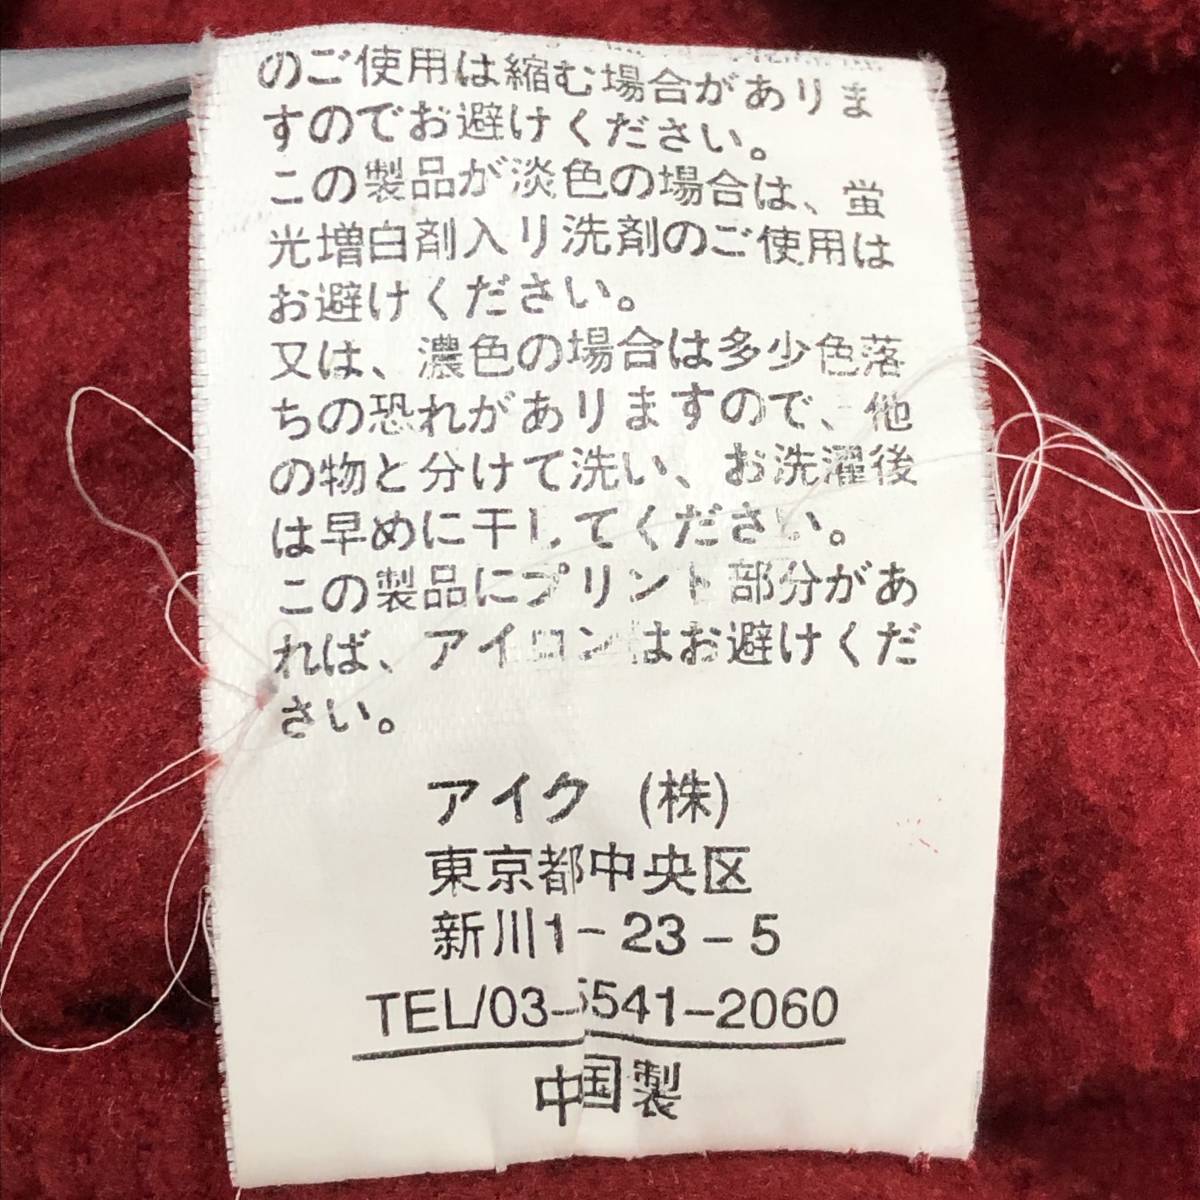 のご使用は縮む場合がありま
すのでお避けください。
この製品が淡色の場合は、蛍
光増白剤入り洗剤のご使用は
お避けください。
又は、濃色の場合は多少色落
ちの恐れがありますので、他
の物と分けて洗い、お洗濯後
は早めに干してください。
この製品にプリント部分があ
れば、アイロンはお避けくだ
さい。
アイク (株)
東京都中央区
新川1-23-5
TEL/03-5541-2060
中国製